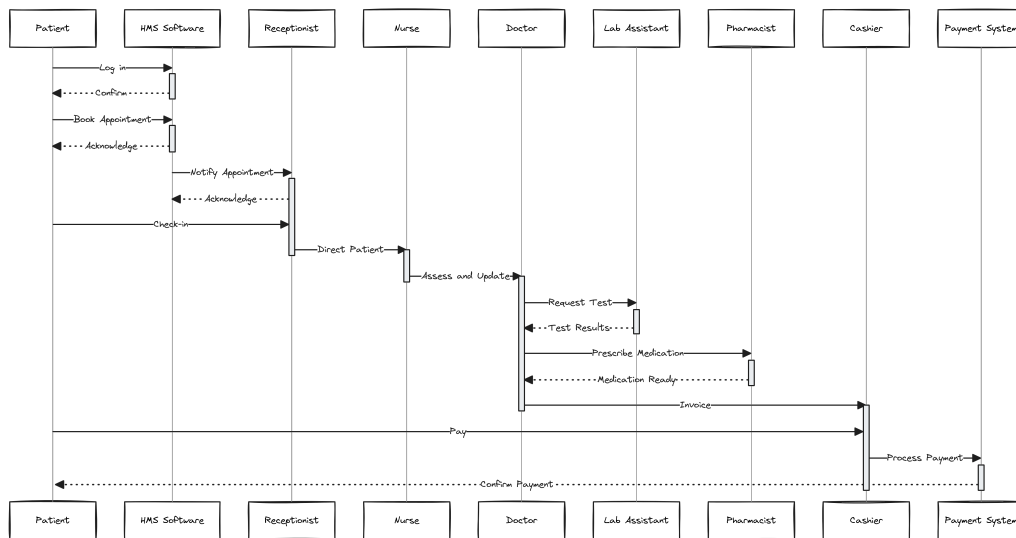 Patient
HMS Software
Receptionist
Nurse
Doctor
Lab Assistant
Pharmacist
Cashier
Payment System
Log in
Confirm
Book Appointment
Acknowledge
Notify Appointment
Acknowledge
Check-in
Direct Patient
Assess and Update
Request Test
Test Results
Prescribe Medication
Medication Ready
Invoice
Pay
Process Payment
Confirm Payment
Patient
HMS Software
Receptionist
Nurse
Doctor
Lab Assistant
Pharmacist
Cashier
Payment System